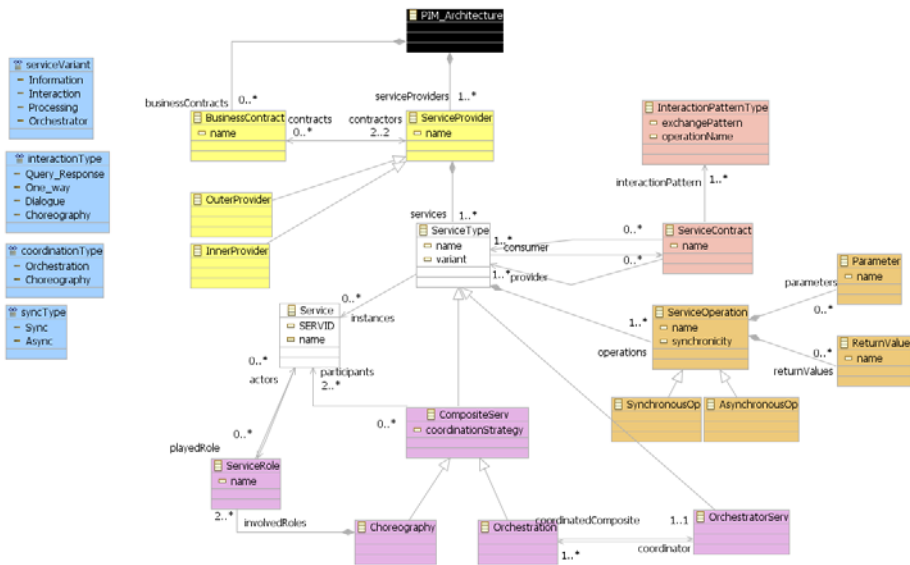 PIM_Architecture
serviceVariant
Information
Interaction
Processing
Orchestrator
businessContracts
0..*
serviceProviders
1..*
BusinessContract
name
contracts
0..*
contractors
2..2
ServiceProvider
name
InteractionPatternType
exchangePattern
operationName
interactionType
Query_Response
One_way
Dialogue
Choreography
OuterProvider
interactionPattern
1..*
services
1..*
InnerProvider
ServiceType
name
variant
1..*
consumer
0..*
ServiceContract
name
0..*
1..*
provider
coordinationType
Orchestration
Choreography
Parameter
name
parameters
0..*
syncType
Sync
Async
0..*
instances
Service
SERVID
name
1..*
operations
ServiceOperation
name
synchronicity
ReturnValue
name
0..*
returnValues
0..*
actors
participants
2..*
SynchronousOp
AsynchronousOp
0..*
CompositeServ
coordinationStrategy
0..*
playedRole
ServiceRole
name
2..*
involvedRoles
Choreography
Orchestration
coordinatedComposite
1..1
OrchestratorServ
1..*
coordinator